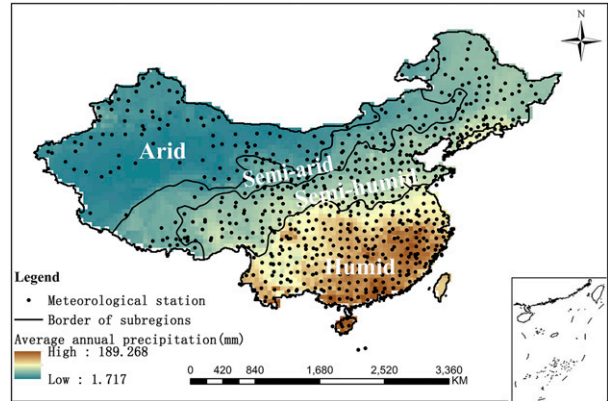 N
Arid
Semi-arid
Semi-humid
Humid
Legend
Meteorological station
Border of subregions
Average annual precipitation(mm)
High : 189.268
Low : 1.717
0 420 840 1,680 2,520 3,360
KM